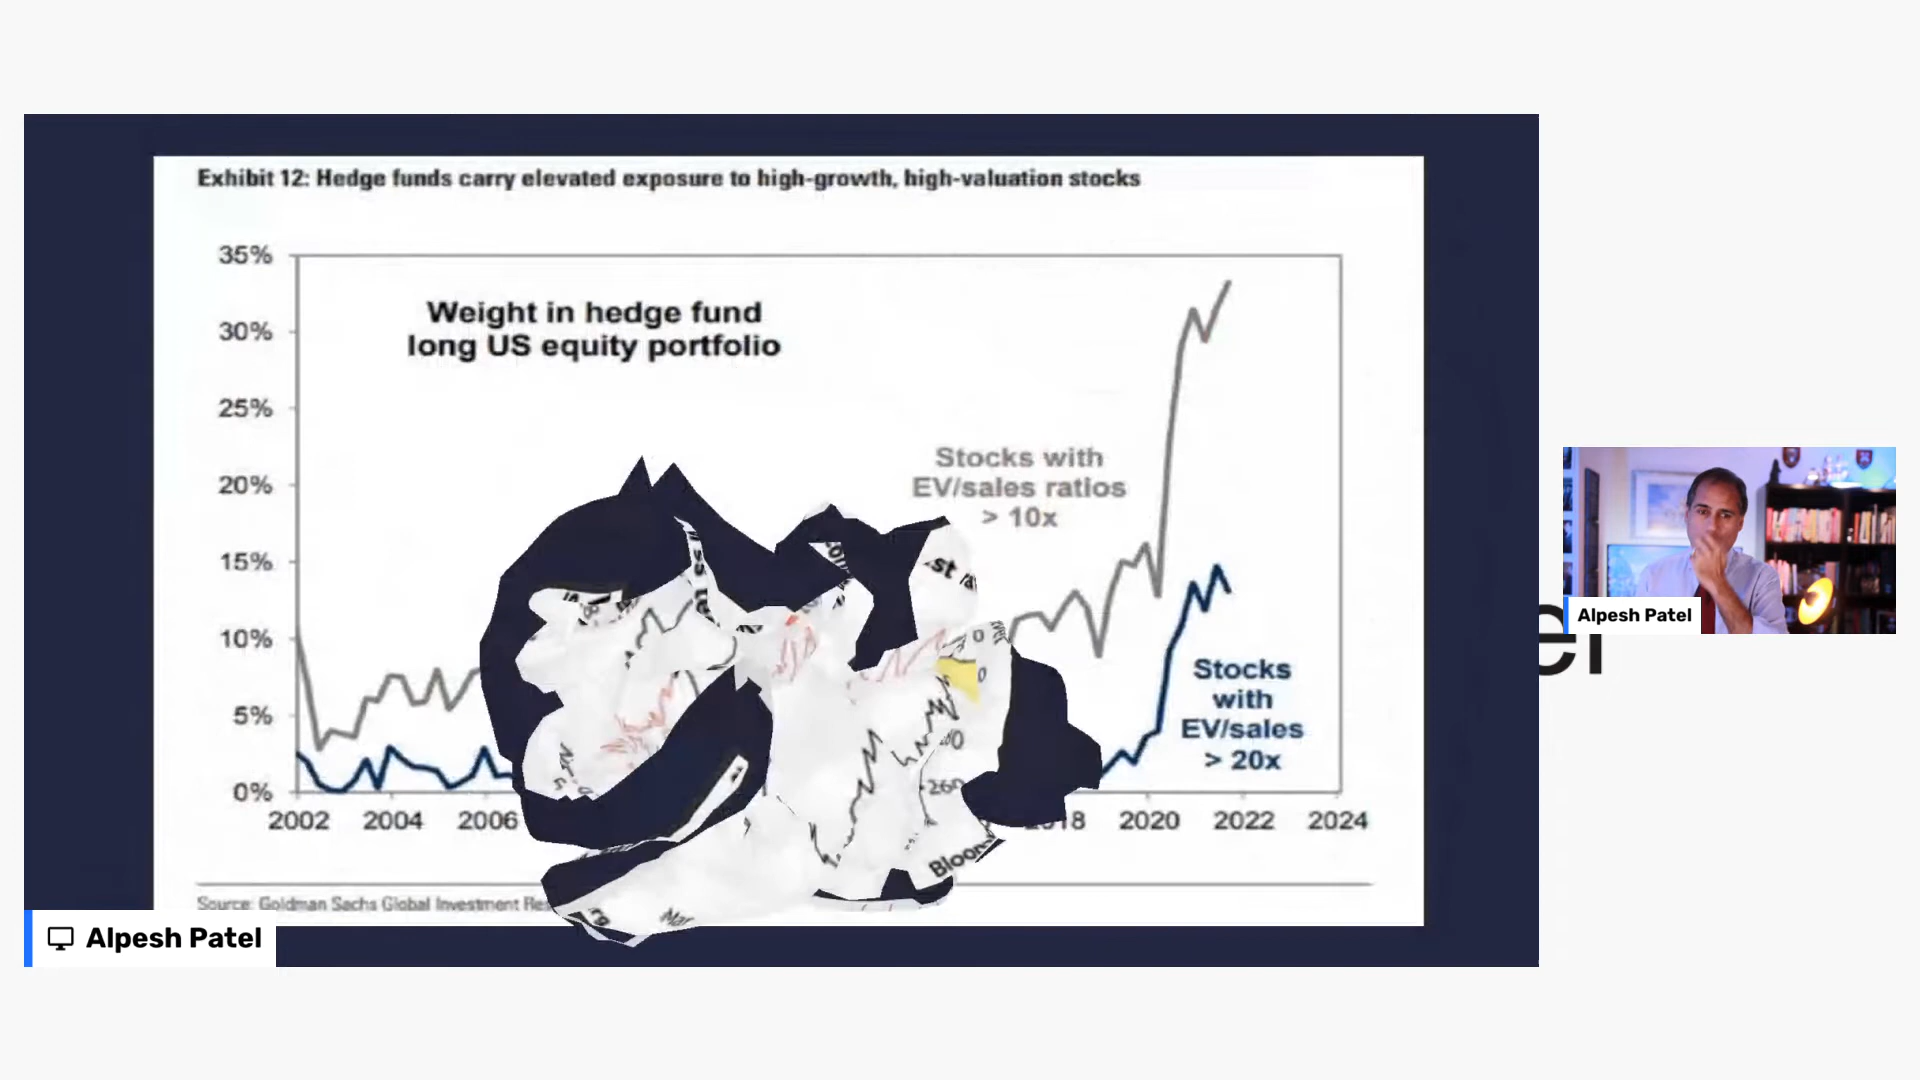 Exhibit 12: Hedge funds carry elevated exposure to high-growth, high-valuation stocks
35%
30%
25%
20%
15%
10%
5%
0%
Weight in hedge fund
long US equity portfolio
Stocks with
EV/sales ratios
> 10x
Stocks
with
EV/sales
> 20x
2002 2004 2006 2020 2022 2024
Source: Goldman Sachs Global Investment
Alpesh Patel
Alpesh Patel